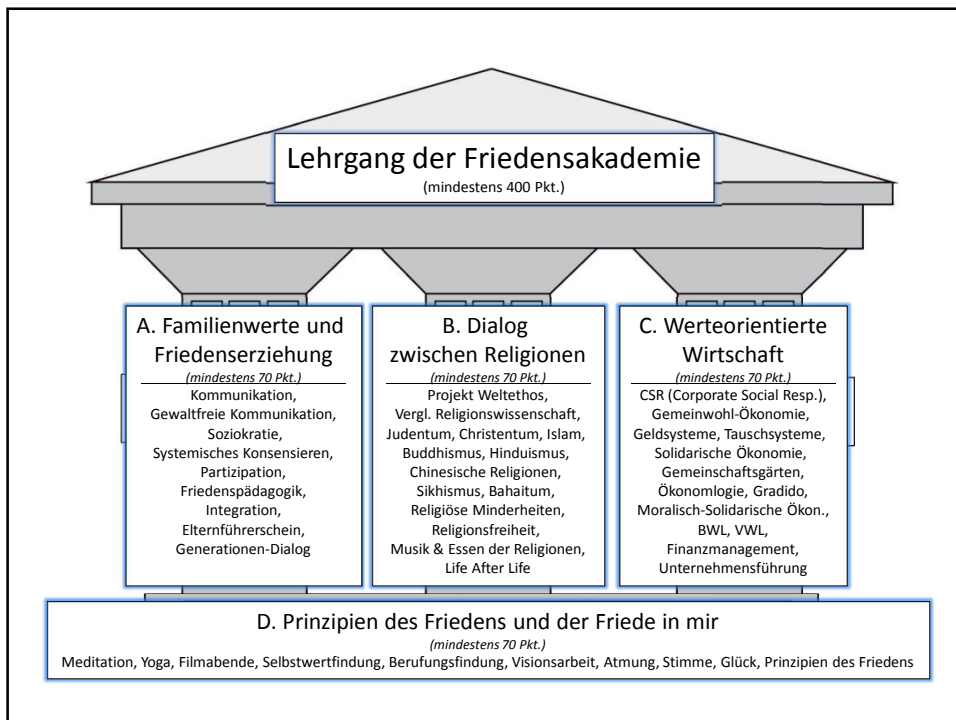 Lehrgang der Friedensakademie
(mindestens 400 Pkt.)
A. Familienwerte und
Friedenserziehung
(mindestens 70 Pkt.)
Kommunikation,
Gewaltfreie Kommunikation,
Soziokratie,
Systemisches Konsensieren,
Partizipation,
Friedenspädagogik,
Integration,
Elternführerschein,
Generationen-Dialog
B. Dialog
zwischen Religionen
(mindestens 70 Pkt.)
Projekt Weltethos,
Vergl. Religionswissenschaft,
Judentum, Christentum, Islam,
Buddhismus, Hinduismus,
Chinesische Religionen,
Sikhismus, Bahaitum,
Religiöse Minderheiten,
Religionsfreiheit,
Musik & Essen der Religionen,
Life After Life
C. Werteorientierte
Wirtschaft
(mindestens 70 Pkt.)
CSR (Corporate Social Resp.),
Gemeinwohl-Ökonomie,
Geldsysteme, Tauschsysteme,
Solidarische Ökonomie,
Gemeinschaftsgärten,
Ökonomlogie, Gradido,
Moralisch-Solidarische Ökon.,
BWL, VWL,
Finanzmanagement,
Unternehmensführung
D. Prinzipien des Friedens und der Friede in mir
(mindestens 70 Pkt.)
Meditation, Yoga, Filmabende, Selbstwertfindung, Berufungsfindung, Visionsarbeit, Atmung, Stimme, Glück, Prinzipien des Friedens